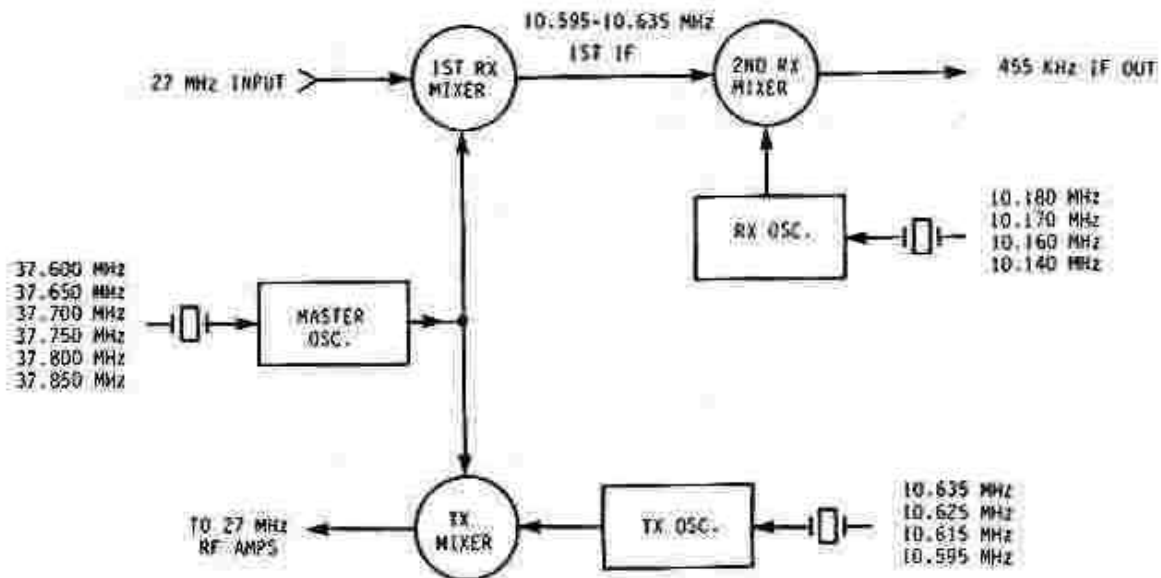 10.595-10.635 MHz
1ST IF
27 MHz INPUT
1ST RX
MIXER
2ND RX
MIXER
455 KHz IF OUT
RX OSC.
10.180 MHz
10.170 MHz
10.160 MHz
10.140 MHz
37.600 MHz
37.650 MHz
37.700 MHz
37.750 MHz
37.800 MHz
37.850 MHz
MASTER
OSC.
TO 27 MHz
RF AMPS
TX
MIXER
TX OSC.
10.635 MHz
10.625 MHz
10.615 MHz
10.595 MHz